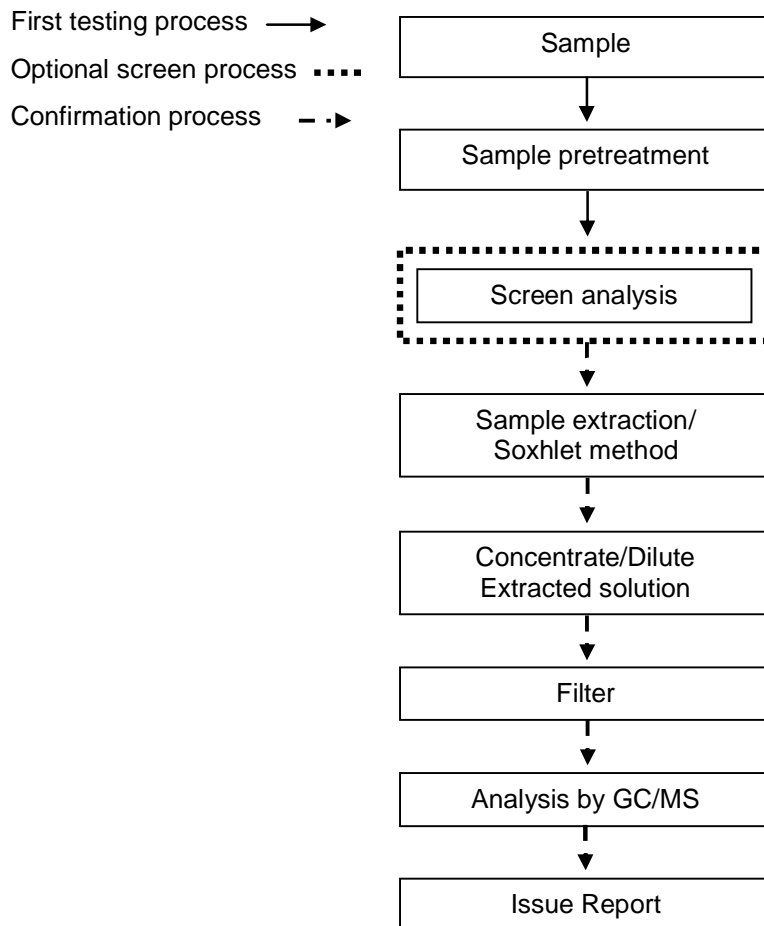 First testing process
Optional screen process
Confirmation process
Sample
Sample pretreatment
Screen analysis
Sample extraction/
Soxhlet method
Concentrate/Dilute
Extracted solution
Filter
Analysis by GC/MS
Issue Report